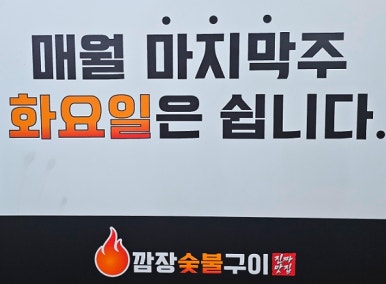 매월 마지막주
화요일은 쉽니다.
깜장숯불구이
진짜
맛집